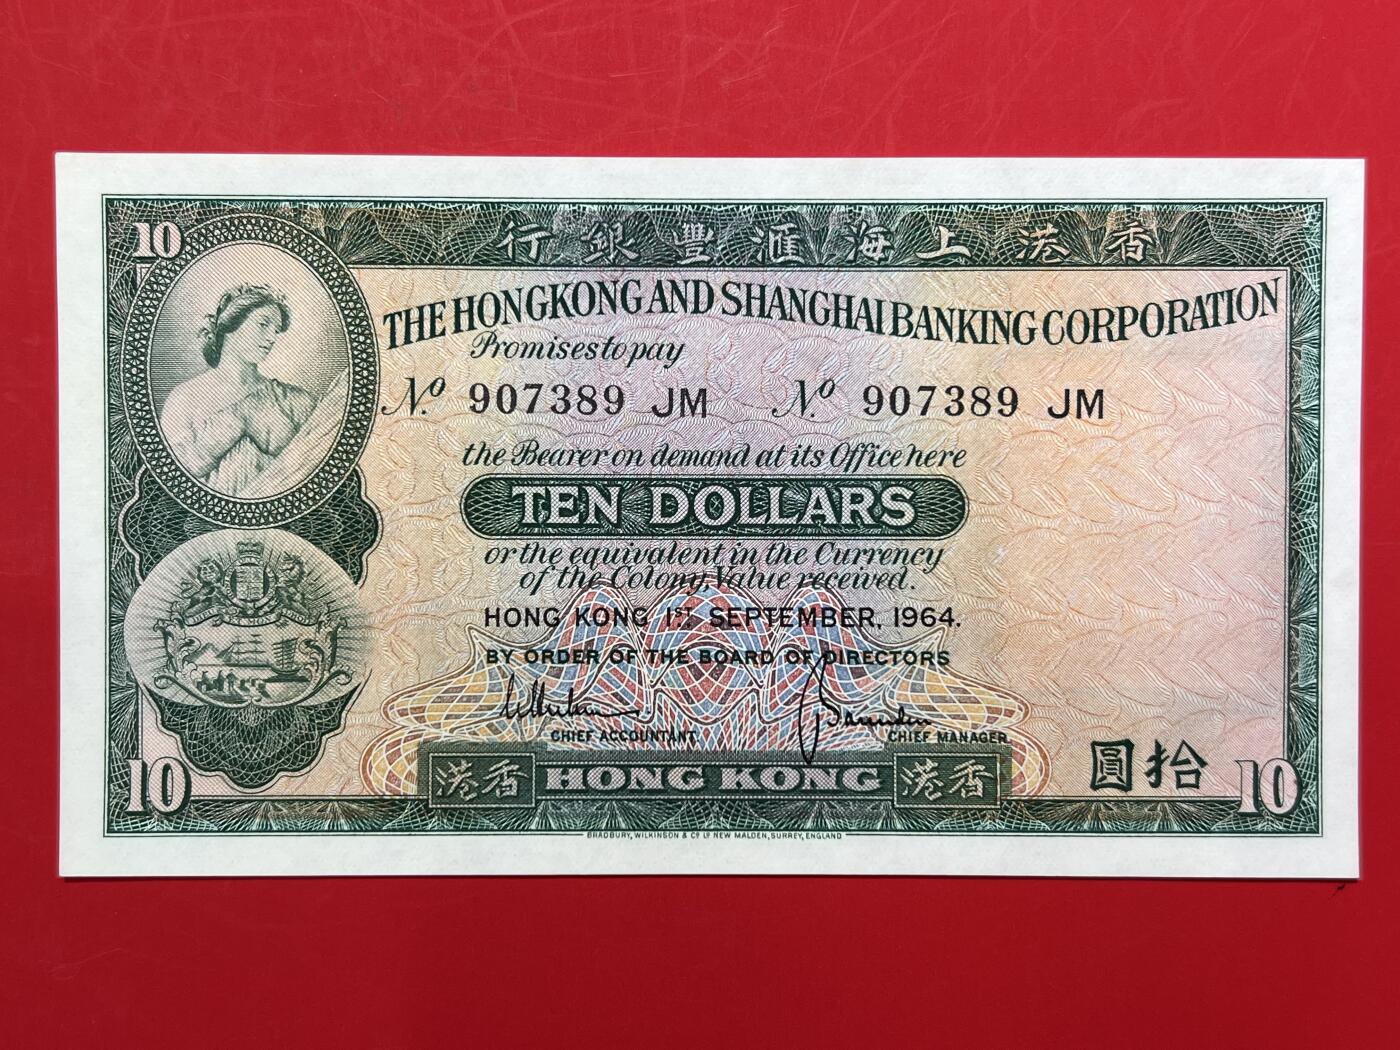 10
香港上海滙豐銀行
THE HONGKONG AND SHANGHAI BANKING CORPORATION
Promises to pay
No. 907389 JM No. 907389 JM
the Bearer on demand at its Office here
TEN DOLLARS
or the equivalent in the Currency
of the Colony, Value received.
HONG KONG 1ST. SEPTEMBER, 1964.
BY ORDER OF THE BOARD OF DIRECTORS
CHIEF ACCOUNTANT CHIEF MANAGER
拾圓
10 香港 HONG KONG 香港 10
BRADBURY, WILKINSON & Co. Ld. NEW MALDEN, SURREY, ENGLAND